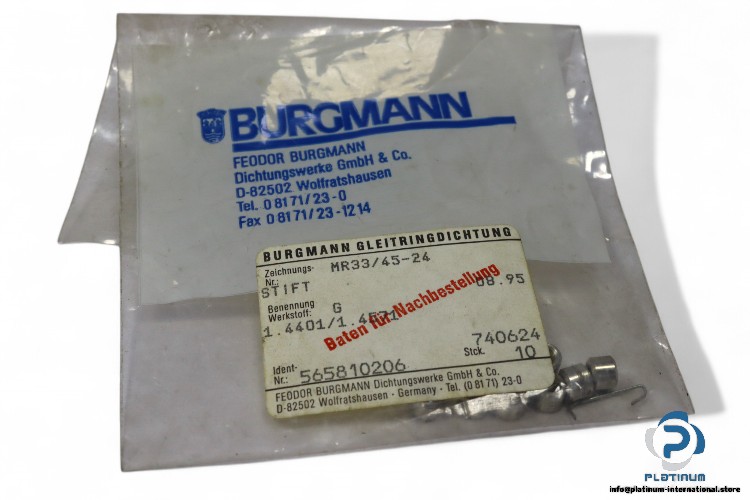 BURGMANN
FEODOR BURGMANN
Dichtungswerke GmbH & Co.
D-82502 Wolfratshausen
Tel. 0 81 71/23-0
Fax 0 81 71/23-12 14
BURGMANN GLEITRINGDICHTUNG
Zeichnungs-Nr.: MR33/45-24
STIFT 08.95
Benennung
Werkstoff: G
1.4401/1.4571
Baten für Nachbestellung
740624
Ident-Nr.: 565810206 Stck. 10
FEODOR BURGMANN Dichtungswerke GmbH & Co.
D-82502 Wolfratshausen - Germany - Tel. (0 81 71) 23-0
PLATINUM
info@platinum-international.store